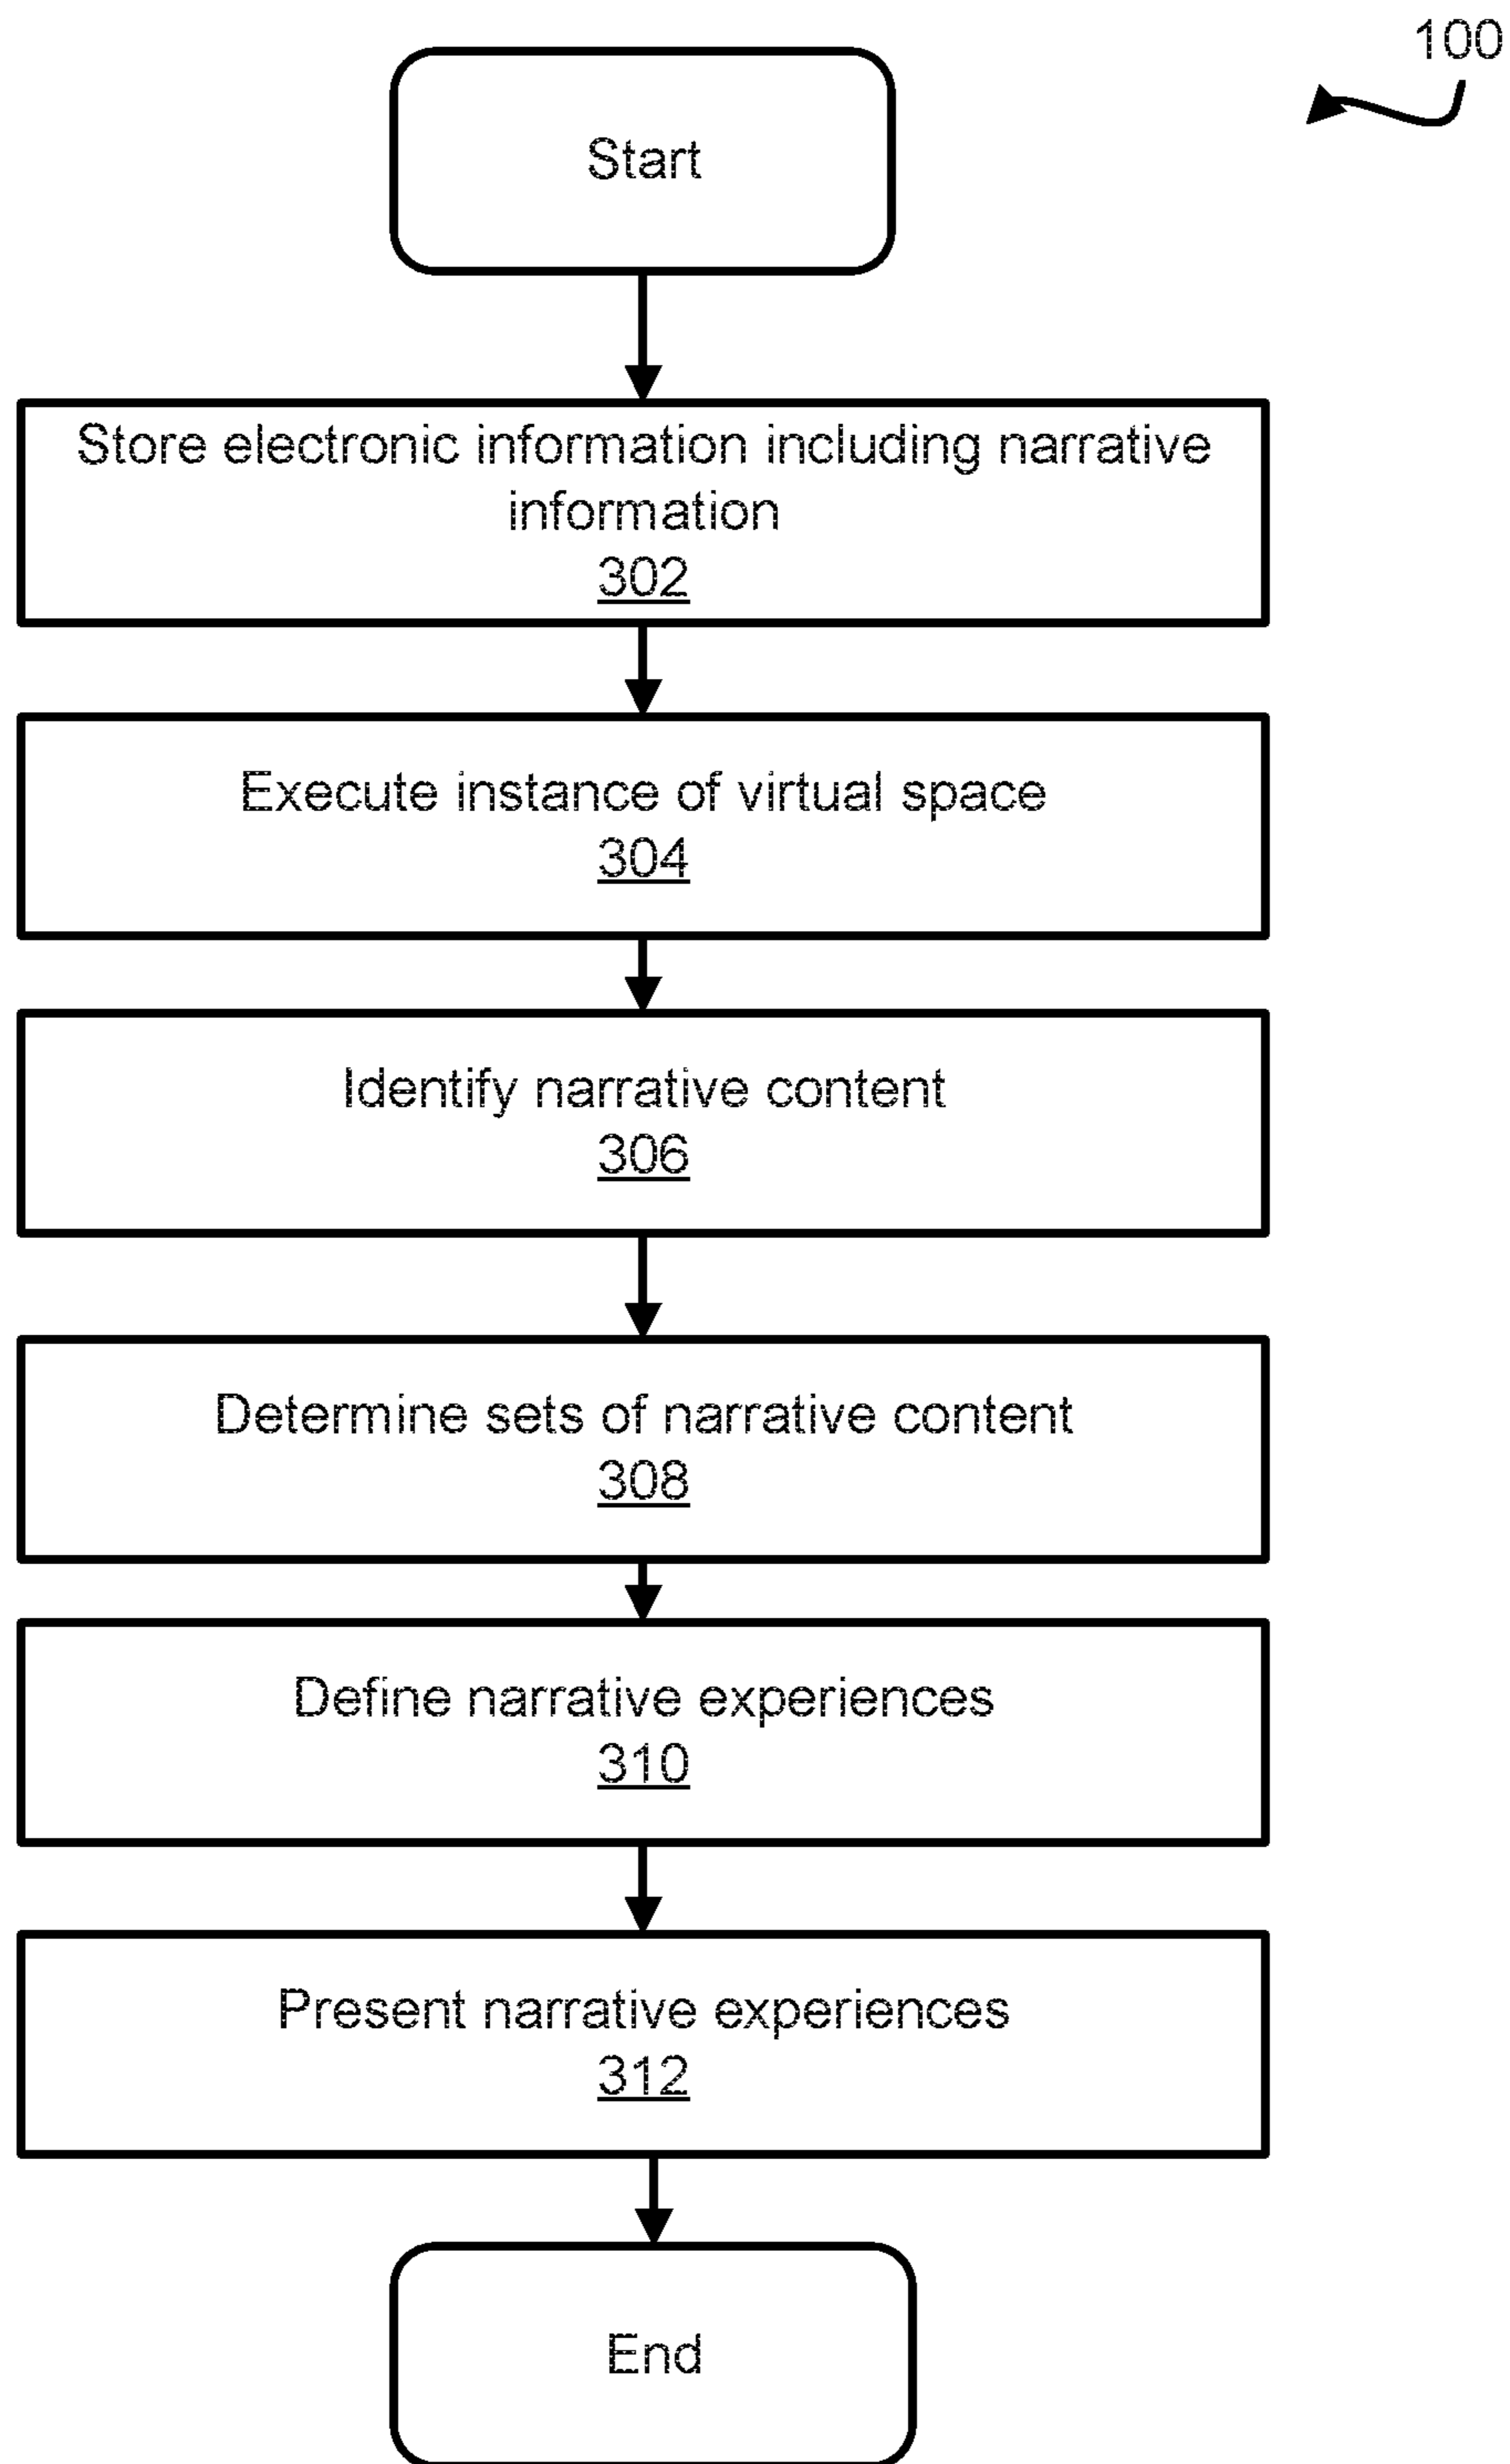 100
Start
Store electronic information including narrative
information
302
Execute instance of virtual space
304
Identify narrative content
306
Determine sets of narrative content
308
Define narrative experiences
310
Present narrative experiences
312
End